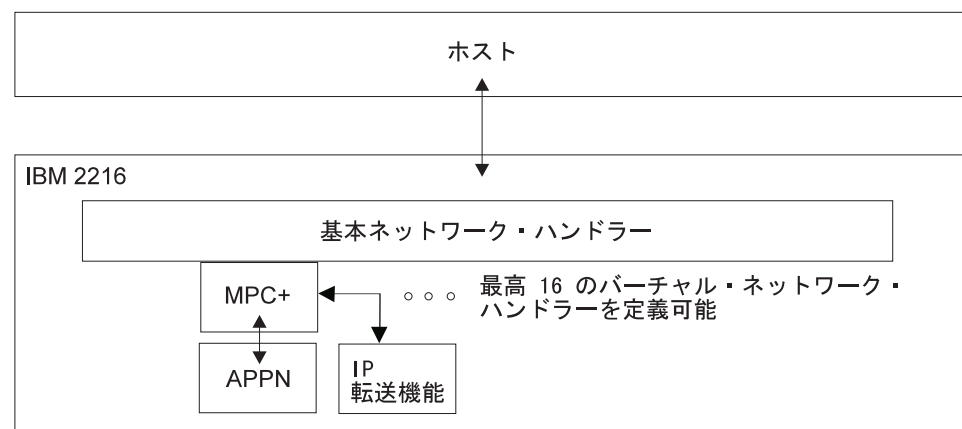 ホスト
IBM 2216
基本ネットワーク・ハンドラー
MPC+
。。。 最高 16 のバーチャル・ネットワーク・
ハンドラーを定義可能
APPN
IP
転送機能